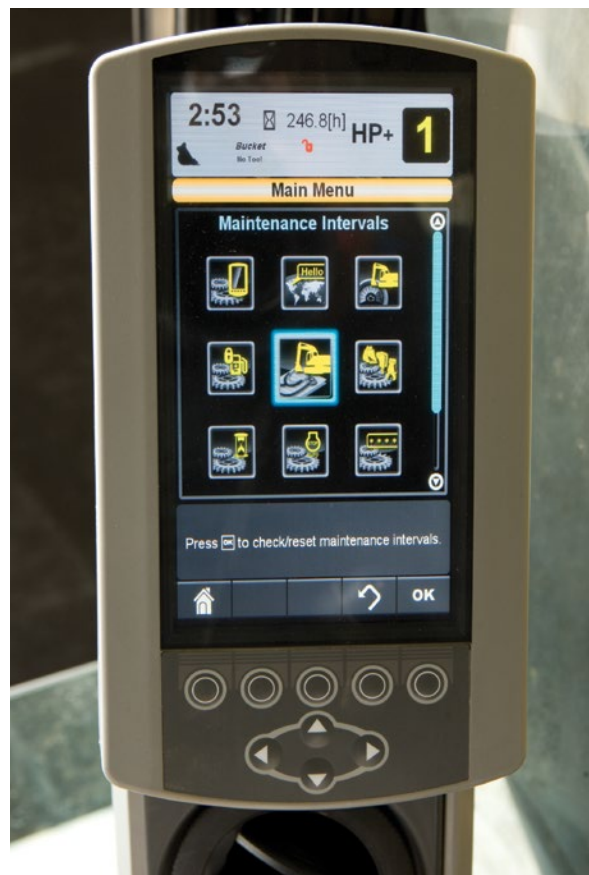 2:53 246.8[h] HP+ 1
Bucket
No Tool
Main Menu
Maintenance Intervals
Hello
STOP
Press OK to check/reset maintenance intervals.
OK